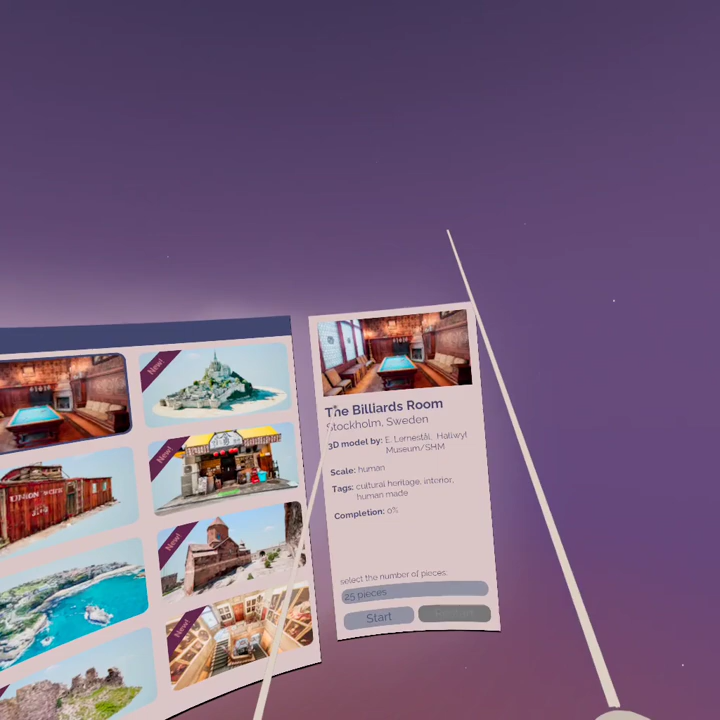 New!
New!
New!
New!
The Billiards Room
Stockholm, Sweden
3D model by: E. Lernestål, Hallwyl
Museum/SHM
Scale: human
Tags: cultural heritage, interior,
human made
Completion: 0%
select the number of pieces:
25 pieces
Start